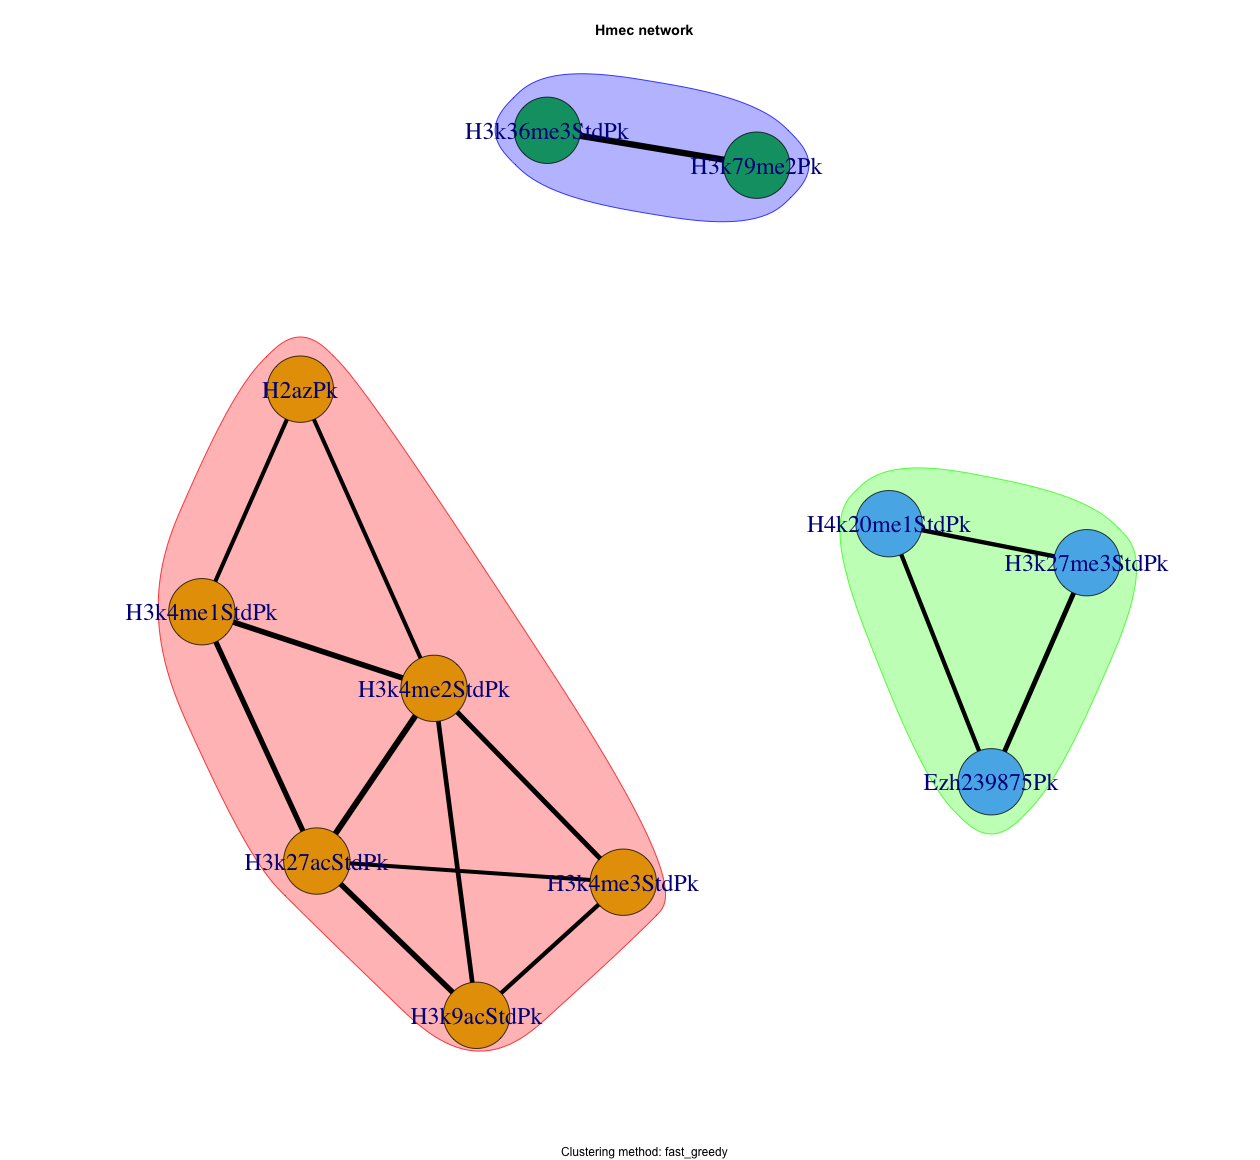 Hmec network
H3k36me3StdPk
H3k79me2Pk
H2azPk
H4k20me1StdPk
H3k27me3StdPk
H3k4me1StdPk
H3k4me2StdPk
Ezh239875Pk
H3k27acStdPk
H3k4me3StdPk
H3k9acStdPk
Clustering method: fast_greedy